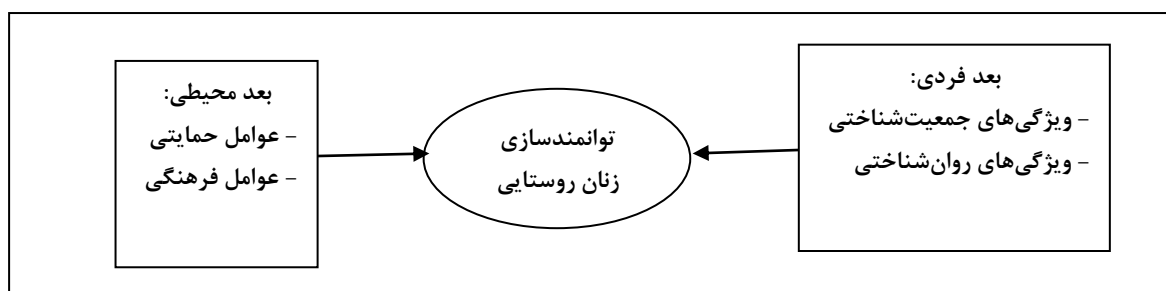 بعد فردی:
- ویژگی‌های جمعیت‌شناختی
- ویژگی‌های روان‌شناختی
توانمندسازی
زنان روستایی
بعد محیطی:
- عوامل حمایتی
- عوامل فرهنگی